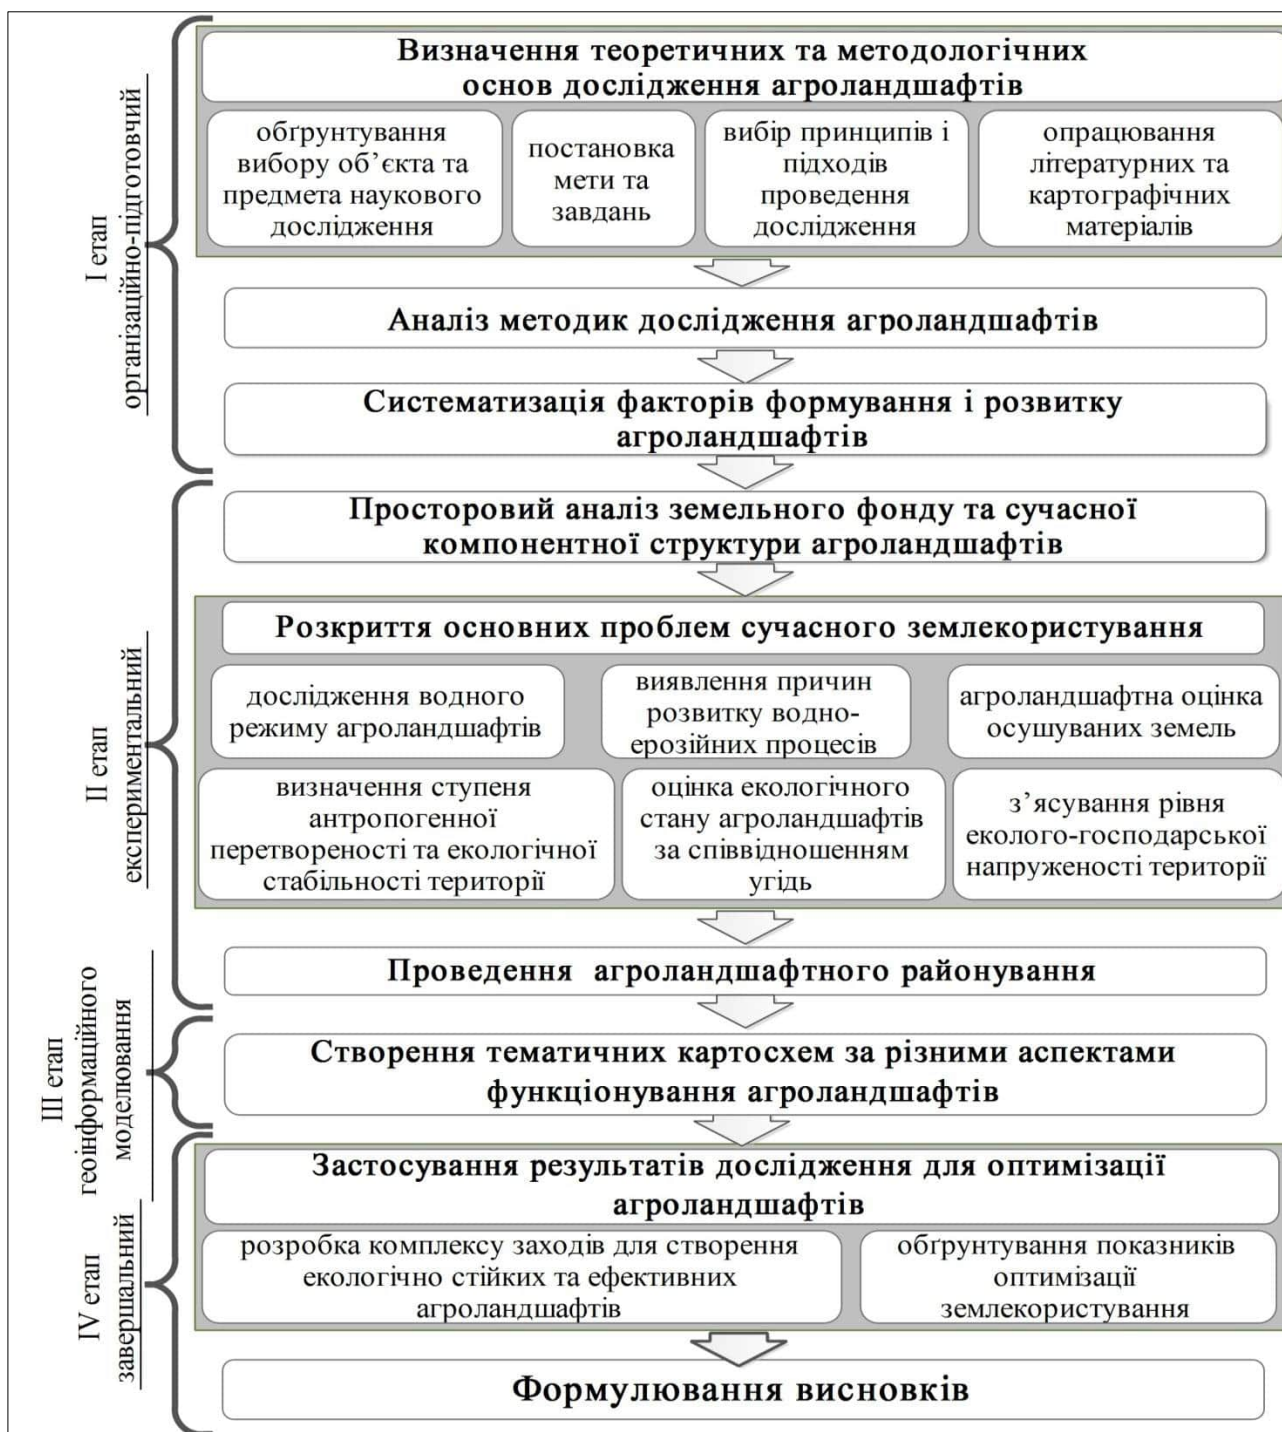 I етап
організаційно-підготовчий
Визначення теоретичних та методологічних
основ дослідження агроландшафтів
обґрунтування
вибору об’єкта та
предмета наукового
дослідження
постановка
мети та
завдань
вибір принципів і
підходів
проведення
дослідження
опрацювання
літературних та
картографічних
матеріалів
Аналіз методик дослідження агроландшафтів
Систематизація факторів формування і розвитку
агроландшафтів
II етап
експериментальний
Просторовий аналіз земельного фонду та сучасної
компонентної структури агроландшафтів
Розкриття основних проблем сучасного землекористування
дослідження водного
режиму агроландшафтів
виявлення причин
розвитку водно-
ерозійних процесів
агроландшафтна оцінка
осушуваних земель
визначення ступеня
антропогенної
перетвореності та екологічної
стабільності території
оцінка екологічного
стану агроландшафтів
за співвідношенням
угідь
з’ясування рівня
еколого-господарської
напруженості території
Проведення агроландшафтного районування
III етап
геоінформаційного
моделювання
Створення тематичних картосхем за різними аспектами
функціонування агроландшафтів
IV етап
завершальний
Застосування результатів дослідження для оптимізації
агроландшафтів
розробка комплексу заходів для створення
екологічно стійких та ефективних
агроландшафтів
обґрунтування показників
оптимізації
землекористування
Формулювання висновків